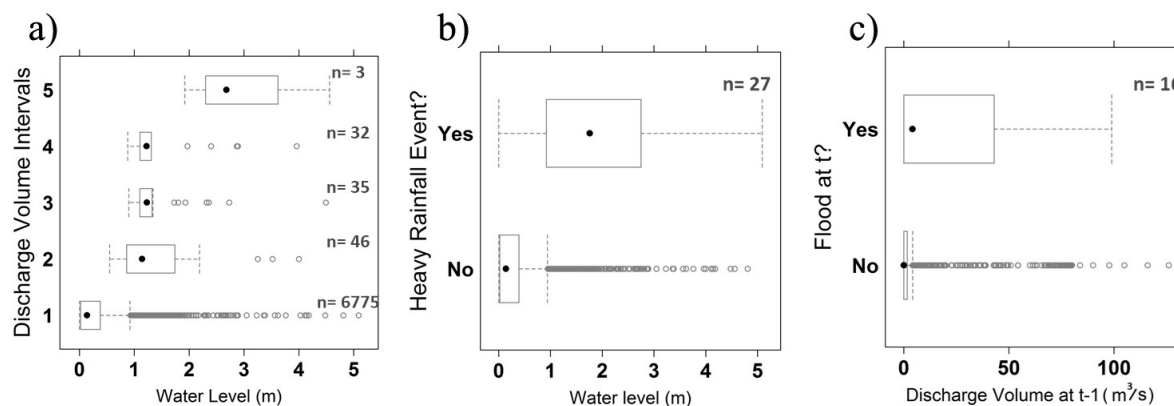 a)
Discharge Volume Intervals
5
4
3
2
1
n= 3
n= 32
n= 35
n= 46
n= 6775
0 1 2 3 4 5
Water Level (m)
b)
Heavy Rainfall Event?
Yes
No
n= 27
0 1 2 3 4 5
Water Level (m)
c)
Flood at t?
Yes
No
0 50 100
Discharge Volume at t-1 ( m³/s)